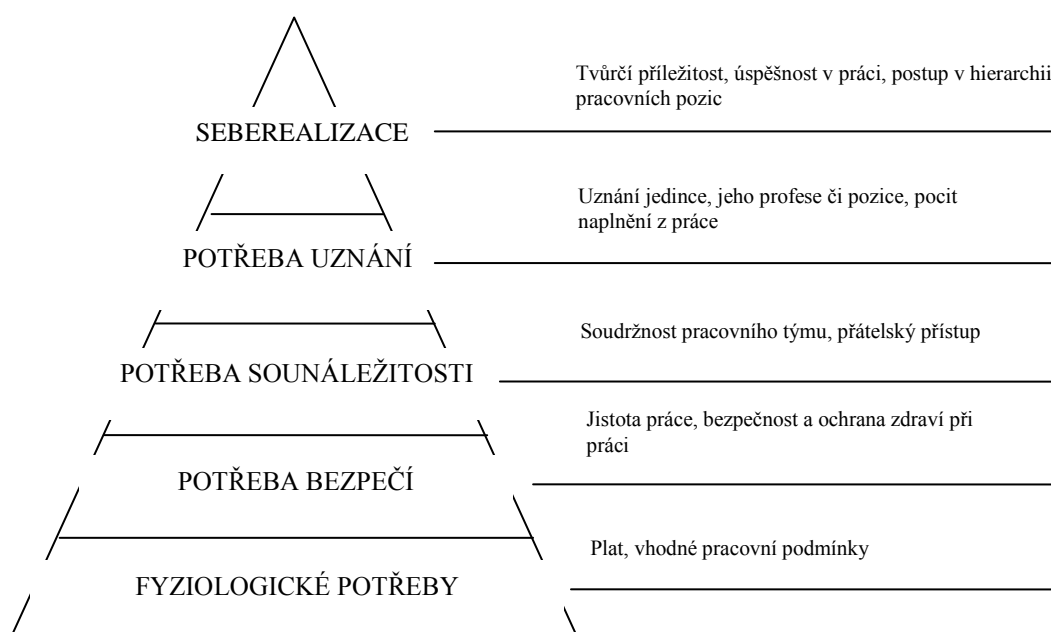 Tvůrčí příležitost, úspěšnost v práci, postup v hierarchii
pracovních pozic
SEBEREALIZACE
Uznání jedince, jeho profese či pozice, pocit
naplnění z práce
POTŘEBA UZNÁNÍ
Soudržnost pracovního týmu, přátelský přístup
POTŘEBA SOUNÁLEŽITOSTI
Jistota práce, bezpečnost a ochrana zdraví při
práci
POTŘEBA BEZPEČÍ
Plat, vhodné pracovní podmínky
FYZIOLOGICKÉ POTŘEBY